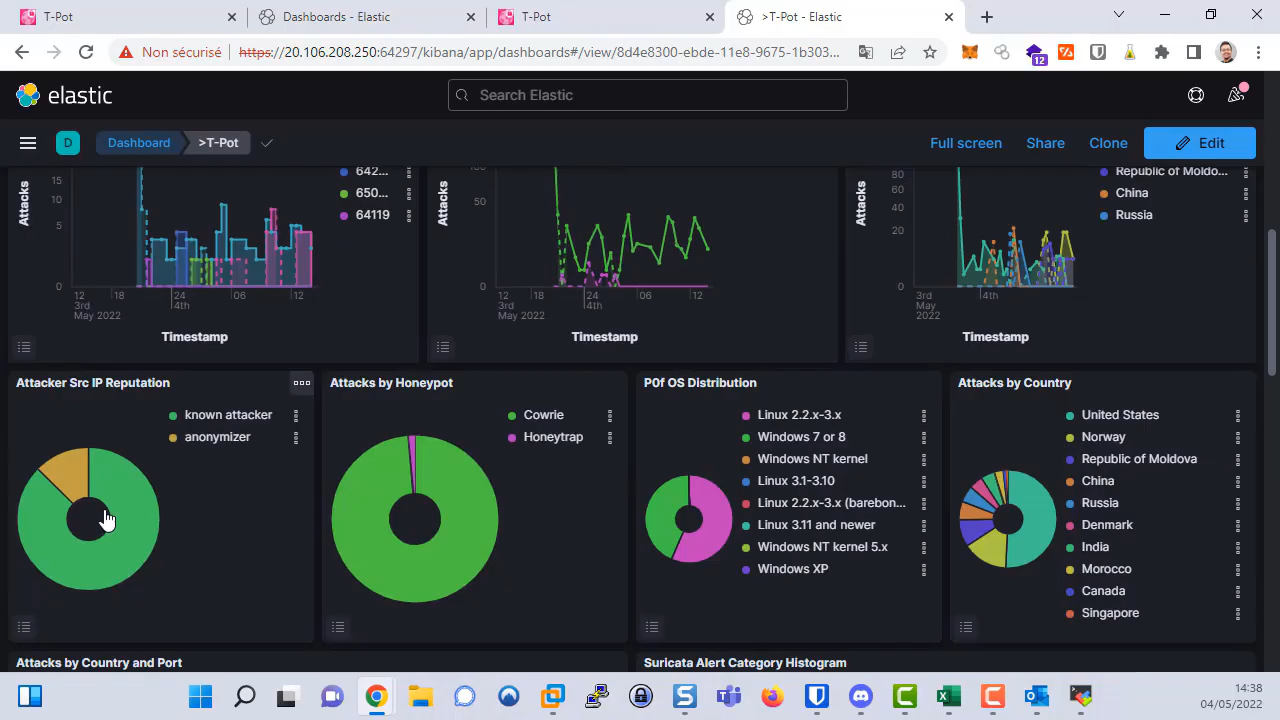 T-Pot
Dashboards - Elastic
T-Pot
>T-Pot - Elastic
Non sécurisé
https://20.106.208.250:64297/kibana/app/dashboards#/view/8d4e8300-ebde-11e8-9675-1b3b3...
12
elastic
Search Elastic
D
Dashboard
>T-Pot
Full screen
Share
Clone
Edit
Attacks
15
10
5
0
12
18
24
06
12
3rd
4th
May 2022
Timestamp
642...
650...
64119
Attacks
50
0
12
18
24
06
12
3rd
4th
May 2022
Timestamp
Attacks
80
60
40
20
0
3rd
4th
May
2022
Timestamp
Republic of Moldo...
China
Russia
Attacker Src IP Reputation
known attacker
anonymizer
Attacks by Honeypot
Cowrie
Honeytrap
P0f OS Distribution
Linux 2.2.x-3.x
Windows 7 or 8
Windows NT kernel
Linux 3.1-3.10
Linux 2.2.x-3.x (barebon...
Linux 3.11 and newer
Windows NT kernel 5.x
Windows XP
Attacks by Country
United States
Norway
Republic of Moldova
China
Russia
Denmark
India
Morocco
Canada
Singapore
Attacks by Country and Port
Suricata Alert Category Histogram
14:38
04/05/2022